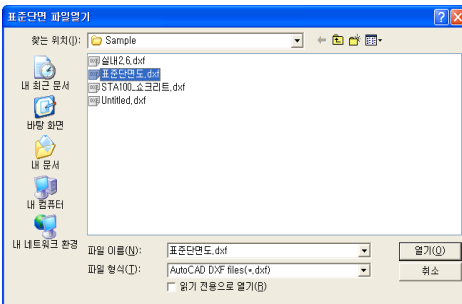 표준단면 파일열기
찾는 위치(I): Sample
실내2,6,dxf
표준단면도,dxf
STA100_쇼크리트,dxf
Untitled,dxf
내 최근 문서
바탕 화면
내 문서
내 컴퓨터
내 네트워크 환경
파일 이름(N): 표준단면도,dxf 열기(O)
파일 형식(T): AutoCAD DXF files(*,dxf) 취소
읽기 전용으로 열기(R)